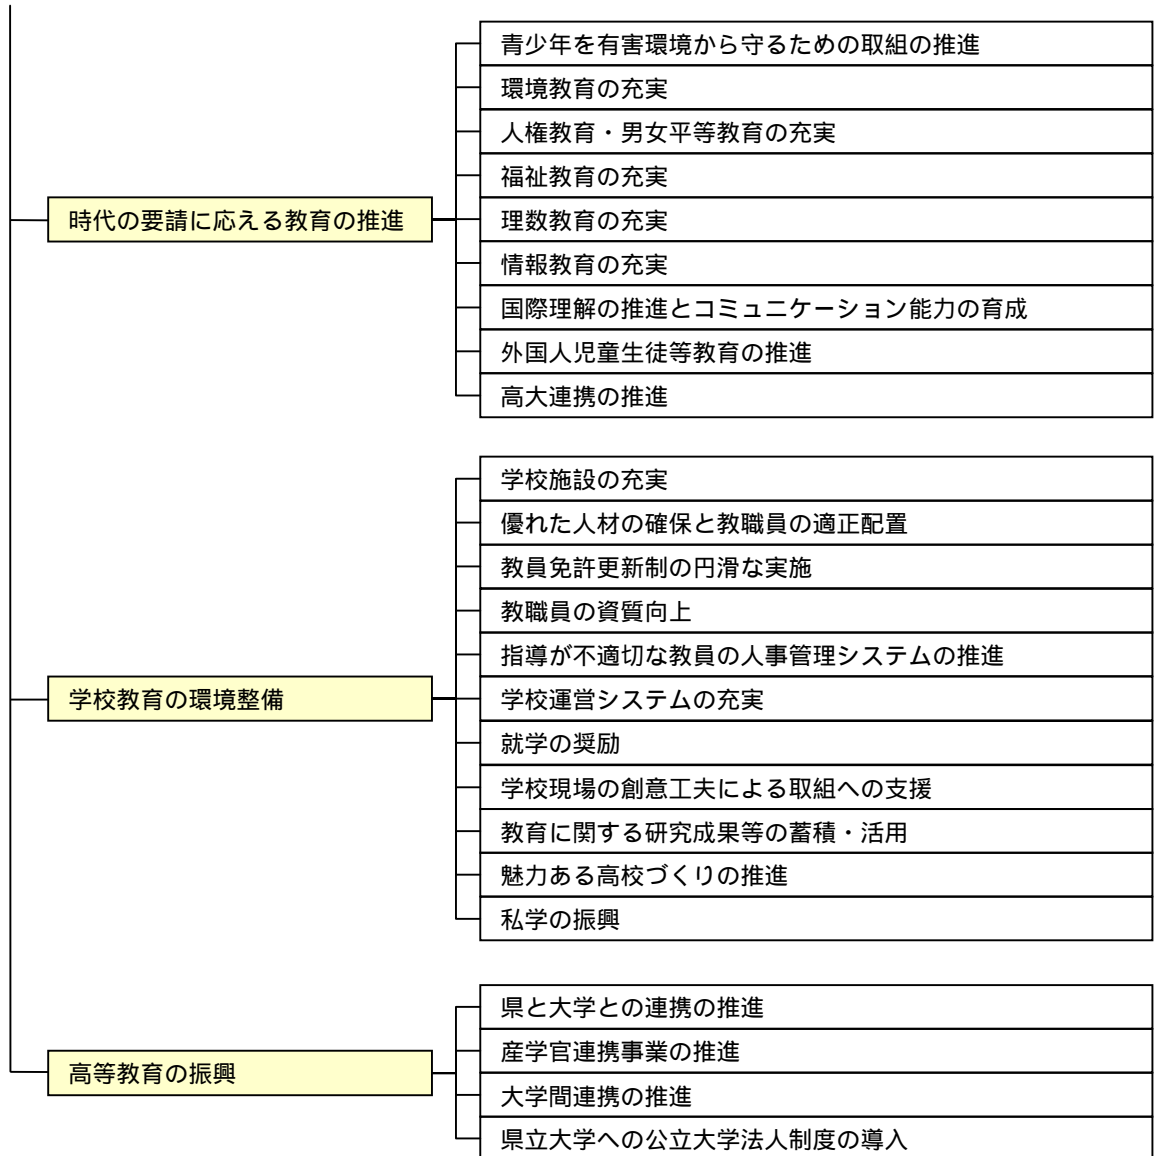 時代の要請に応える教育の推進
青少年を有害環境から守るための取組の推進
環境教育の充実
人権教育・男女平等教育の充実
福祉教育の充実
理数教育の充実
情報教育の充実
国際理解の推進とコミュニケーション能力の育成
外国人児童生徒等教育の推進
高大連携の推進
学校教育の環境整備
学校施設の充実
優れた人材の確保と教職員の適正配置
教員免許更新制の円滑な実施
教職員の資質向上
指導が不適切な教員の人事管理システムの推進
学校運営システムの充実
就学の奨励
学校現場の創意工夫による取組への支援
教育に関する研究成果等の蓄積・活用
魅力ある高校づくりの推進
私学の振興
高等教育の振興
県と大学との連携の推進
産学官連携事業の推進
大学間連携の推進
県立大学への公立大学法人制度の導入